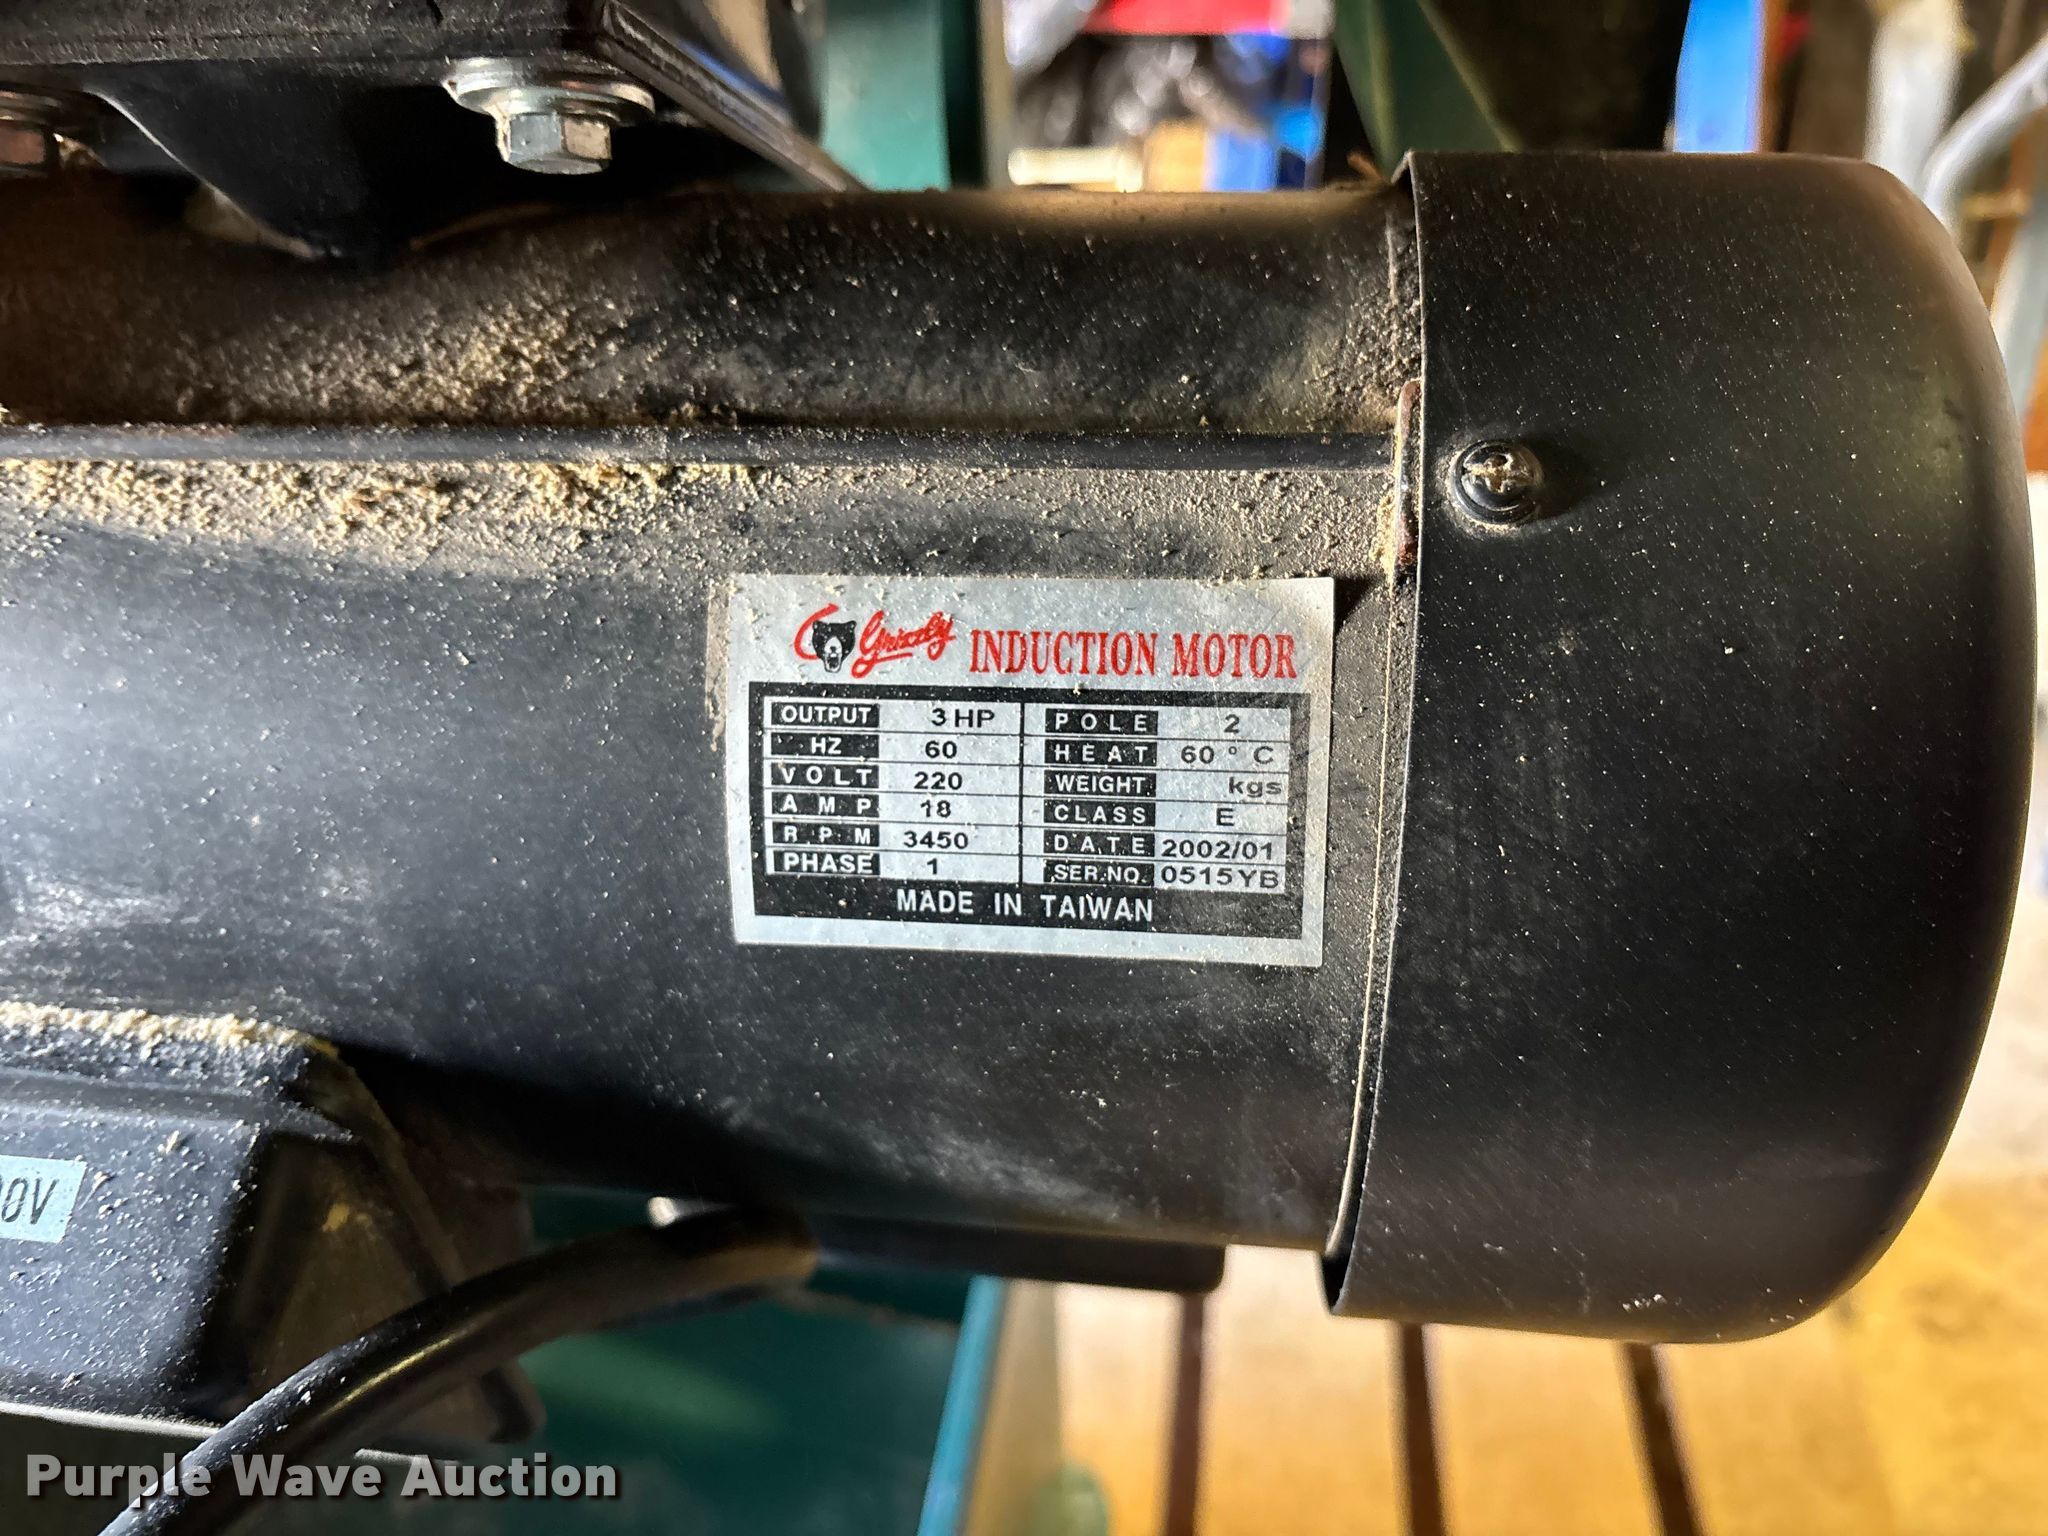 Grizzly INDUCTION MOTOR
OUTPUT 3 HP POLE 2
HZ 60 HEAT 60 ° C
VOLT 220 WEIGHT. kgs
AMP 18 CLASS E
RPM 3450 DATE 2002/01
PHASE 1 SER.NO. 0515YB
MADE IN TAIWAN
0V
Purple Wave Auction